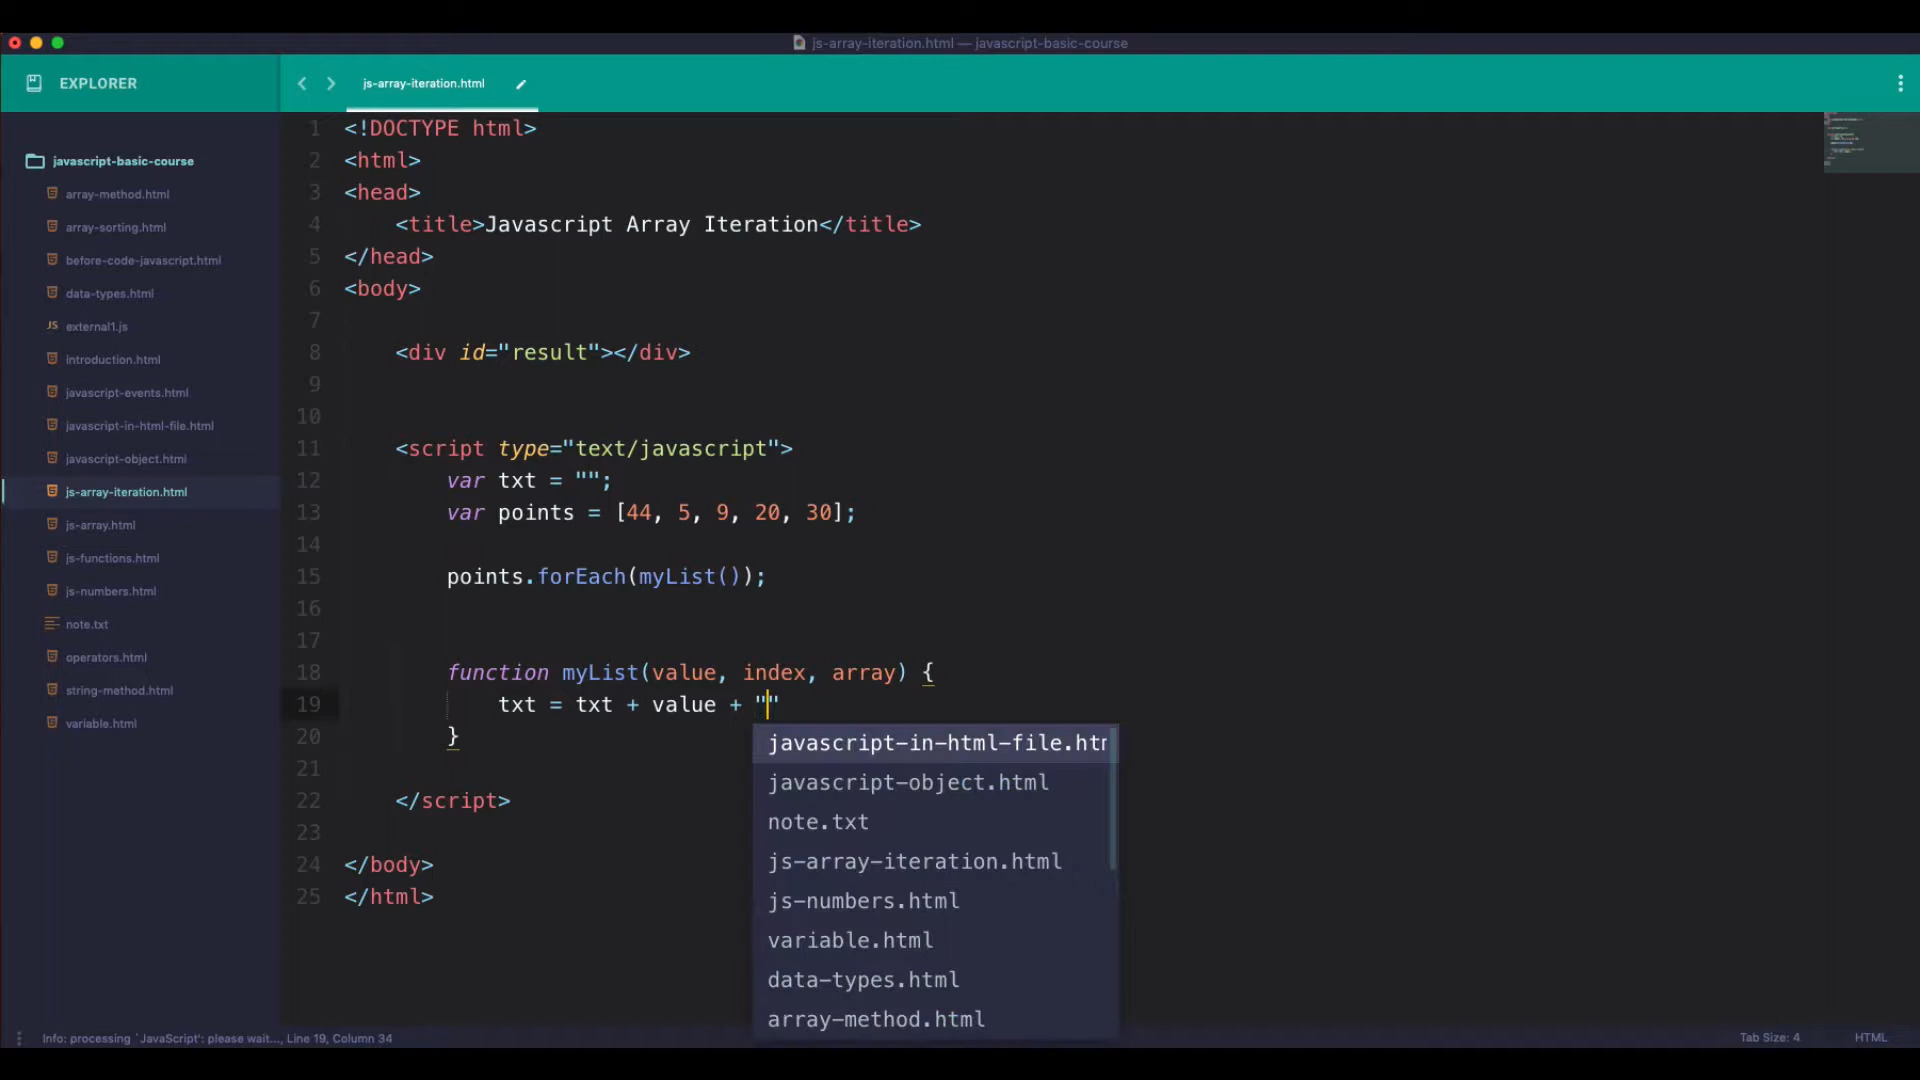 js-array-iteration.html — javascript-basic-course
EXPLORER
js-array-iteration.html
javascript-basic-course
array-method.html
array-sorting.html
before-code-javascript.html
data-types.html
JS external1.js
introduction.html
javascript-events.html
javascript-in-html-file.html
javascript-object.html
js-array-iteration.html
js-array.html
js-functions.html
js-numbers.html
note.txt
operators.html
string-method.html
variable.html
1 <!DOCTYPE html>
2 <html>
3 <head>
4 <title>Javascript Array Iteration</title>
5 </head>
6 <body>
7
8 <div id="result"></div>
9
10
11 <script type="text/javascript">
12 var txt = "";
13 var points = [44, 5, 9, 20, 30];
14
15 points.forEach(myList());
16
17
18 function myList(value, index, array) {
19 txt = txt + value + ""
20 }
21
22 </script>
23
24 </body>
25 </html>
javascript-in-html-file.htm
javascript-object.html
note.txt
js-array-iteration.html
js-numbers.html
variable.html
data-types.html
array-method.html
Info: processing `JavaScript': please wait..., Line 19, Column 34
Tab Size: 4
HTML